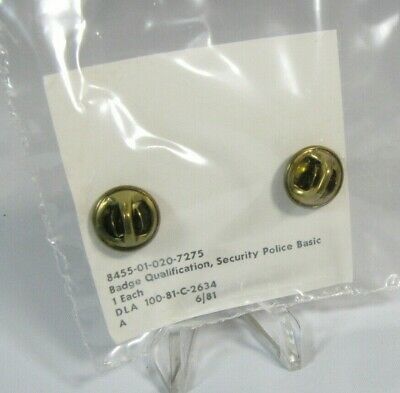 8455-01-020-7275
Badge Qualification, Security Police Basic
1 Each
DLA 100-81-C-2634
A 6/81